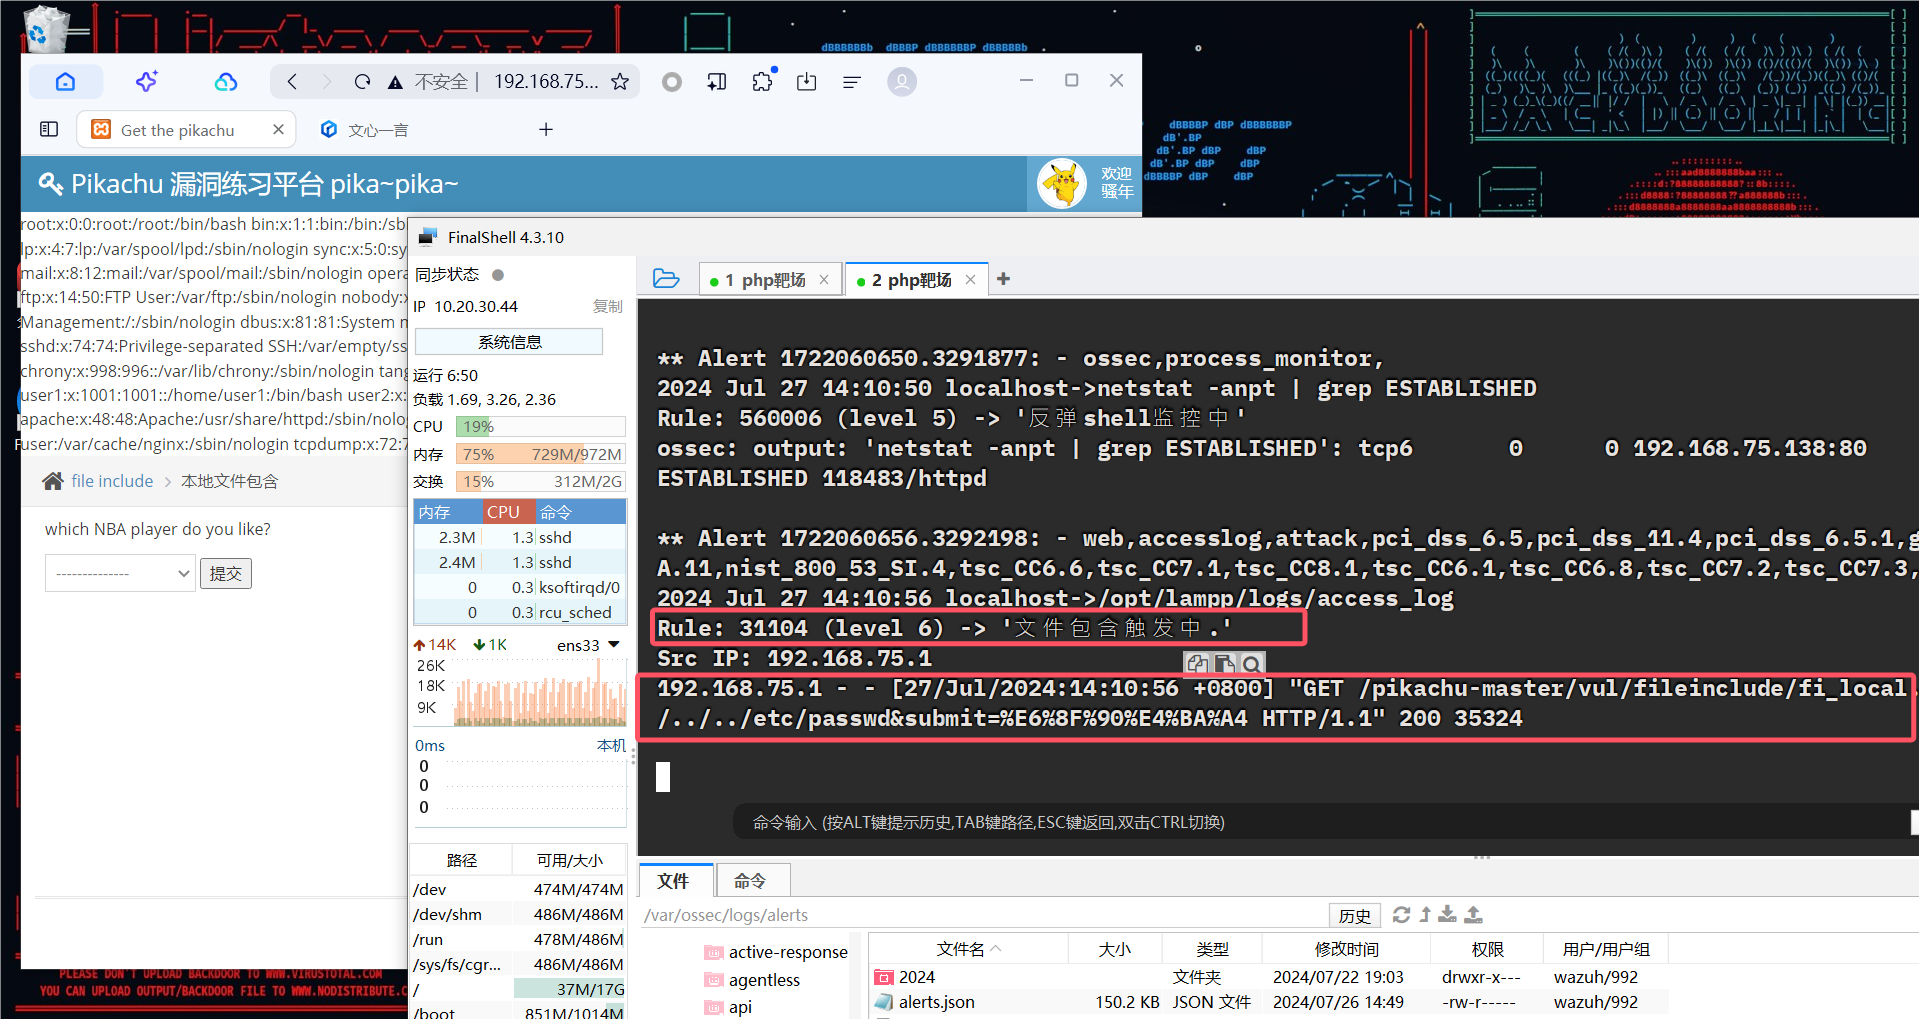 dBBBBBBb dBBBP dBBBBBBP dBBBBBb
不安全 192.168.75...
Get the pikachu
文心一言
Pikachu 漏洞练习平台 pika~pika~
欢迎
骚年
dBBBBP dBP dBBBBBBP
dB'.BP
dB'.BP dBP dBP
dB'.BP dBP dBP
dBBBBP dBP dBP
root:x:0:0:root:/root:/bin/bash bin:x:1:1:bin:/bin:/sb
lp:x:4:7:lp:/var/spool/lpd:/sbin/nologin sync:x:5:0:sy
mail:x:8:12:mail:/var/spool/mail:/sbin/nologin opera
ftp:x:14:50:FTP User:/var/ftp:/sbin/nologin nobody:x
Management:/:/sbin/nologin dbus:x:81:81:System m
sshd:x:74:74:Privilege-separated SSH:/var/empty/ss
chrony:x:998:996::/var/lib/chrony:/sbin/nologin tang
user1:x:1001:1001::/home/user1:/bin/bash user2:x:
apache:x:48:48:Apache:/usr/share/httpd:/sbin/nolo
user:/var/cache/nginx:/sbin/nologin tcpdump:x:72:7
file include
本地文件包含
which NBA player do you like?
--------------
提交
PLEASE DON'T UPLOAD BACKDOOR TO WWW.VIRUSTOTAL.COM
YOU CAN UPLOAD OUTPUT/BACKDOOR FILE TO WWW.NODISTRIBUTE.C
FinalShell 4.3.10
同步状态
IP 10.20.30.44 复制
系统信息
运行 6:50
负载 1.69, 3.26, 2.36
CPU 19%
内存 75% 729M/972M
交换 15% 312M/2G
内存 CPU 命令
2.3M 1.3 sshd
2.4M 1.3 sshd
0 0.3 ksoftirqd/0
0 0.3 rcu_sched
14K 1K ens33
26K
18K
9K
0ms 本机
0
0
0
路径 可用/大小
/dev 474M/474M
/dev/shm 486M/486M
/run 478M/486M
/sys/fs/cgr... 486M/486M
/ 37M/17G
/boot 851M/1014M
1 php靶场
2 php靶场
** Alert 1722060650.3291877: - ossec,process_monitor,
2024 Jul 27 14:10:50 localhost->netstat -anpt | grep ESTABLISHED
Rule: 560006 (level 5) -> '反弹shell监控中'
ossec: output: 'netstat -anpt | grep ESTABLISHED': tcp6 0 0 192.168.75.138:80
ESTABLISHED 118483/httpd
** Alert 1722060656.3292198: - web,accesslog,attack,pci_dss_6.5,pci_dss_11.4,pci_dss_6.5.1,g
A.11,nist_800_53_SI.4,tsc_CC6.6,tsc_CC7.1,tsc_CC8.1,tsc_CC6.1,tsc_CC6.8,tsc_CC7.2,tsc_CC7.3,
2024 Jul 27 14:10:56 localhost->/opt/lampp/logs/access_log
Rule: 31104 (level 6) -> '文件包含触发中.'
Src IP: 192.168.75.1
192.168.75.1 - - [27/Jul/2024:14:10:56 +0800] "GET /pikachu-master/vul/fileinclude/fi_local.
/../../etc/passwd&submit=%E6%8F%90%E4%BA%A4 HTTP/1.1" 200 35324
命令输入 (按ALT键提示历史,TAB键路径,ESC键返回,双击CTRL切换)
文件 命令
/var/ossec/logs/alerts 历史
active-response
agentless
api
文件名 大小 类型 修改时间 权限 用户/用户组
2024 文件夹 2024/07/22 19:03 drwxr-x--- wazuh/992
alerts.json 150.2 KB JSON 文件 2024/07/26 14:49 -rw-r----- wazuh/992